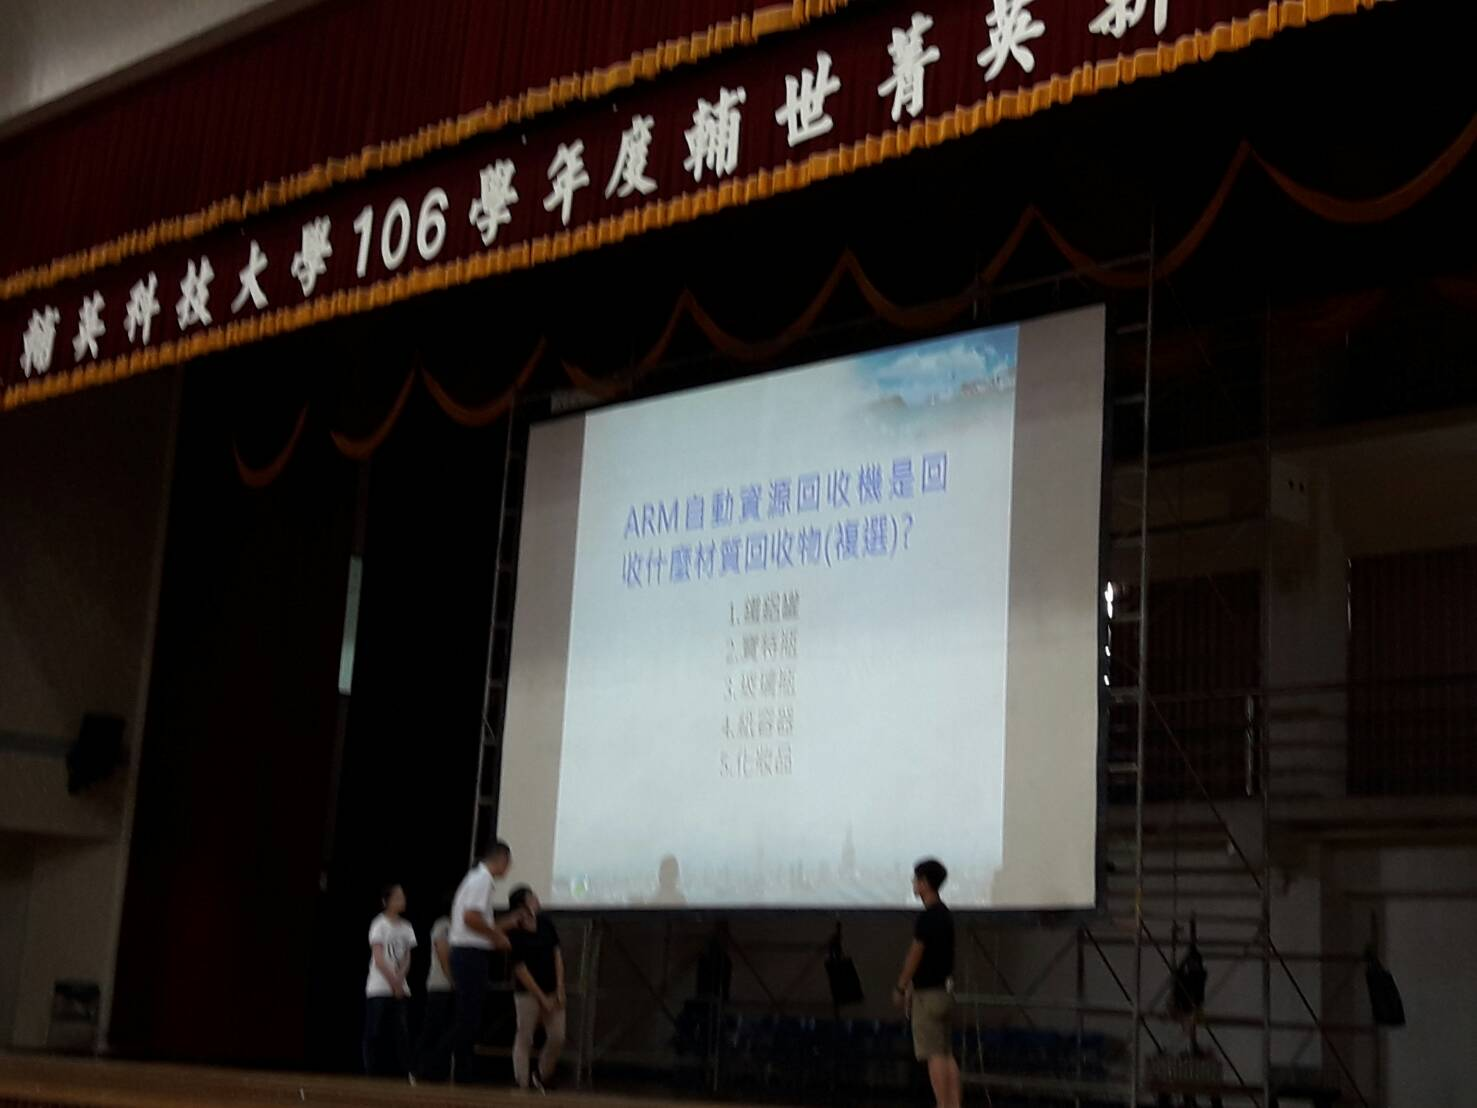 輔英科技大學106學年度輔世菁英新
ARM自動資源回收機是回
收什麼材質回收物(複選)?
1.鐵鋁罐
2.寶特瓶
3.玻璃瓶
4.紙容器
5.化妝品